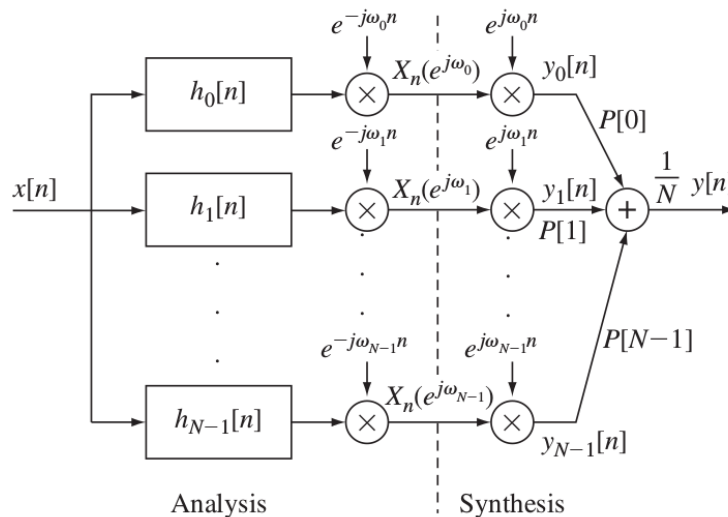 e^{-jω_0 n} e^{jω_0 n}
h_0[n] X_n(e^{jω_0}) y_0[n]
P[0]
e^{-jω_1 n} e^{jω_1 n}
x[n] h_1[n] X_n(e^{jω_1}) y_1[n] + \frac{1}{N} y[n
P[1]
e^{-jω_{N-1} n} e^{jω_{N-1} n} P[N-1]
h_{N-1}[n] X_n(e^{jω_{N-1}}) y_{N-1}[n]
Analysis Synthesis